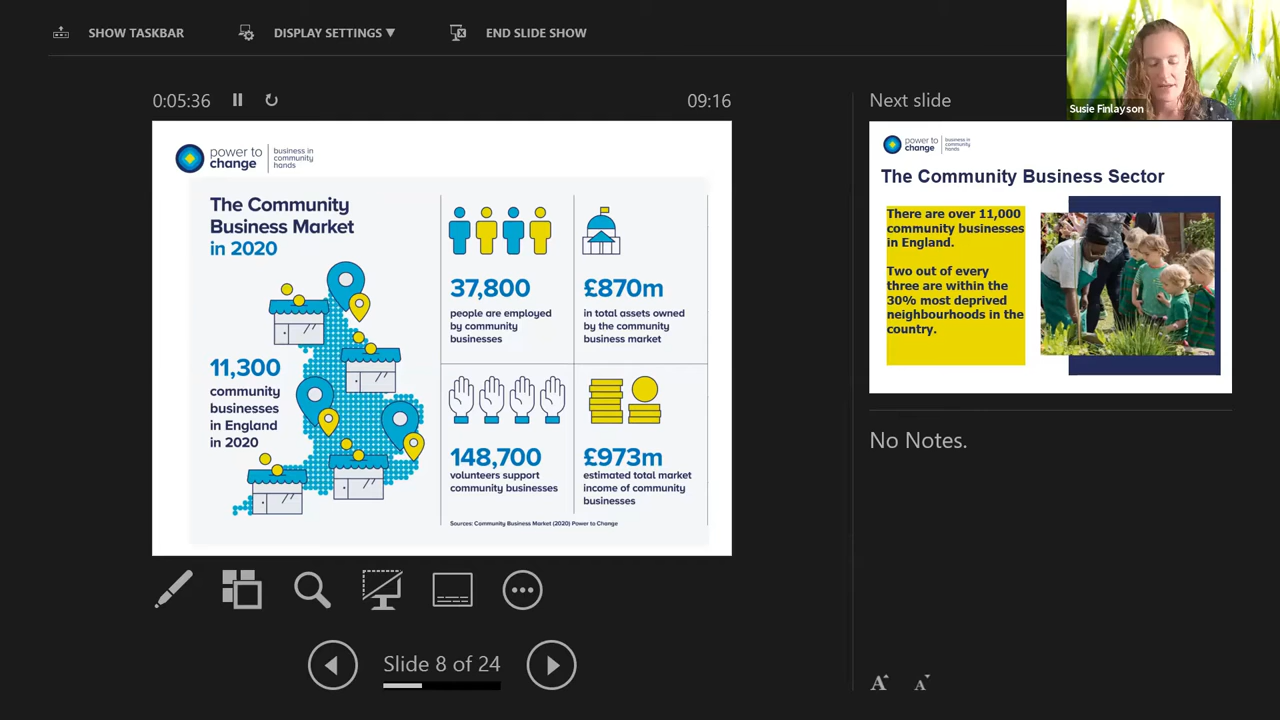 SHOW TASKBAR
DISPLAY SETTINGS ▼
END SLIDE SHOW
Susie Finlayson
0:05:36
09:16
Next slide
power to
change
business in
community
hands
The Community
Business Market
in 2020
11,300
community
businesses
in England
in 2020
37,800
people are employed
by community
businesses
£870m
in total assets owned
by the community
business market
148,700
volunteers support
community businesses
£973m
estimated total market
income of community
businesses
Sources: Community Business Market (2020) Power to Change
power to
change
business in
community
hands
The Community Business Sector
There are over 11,000
community businesses
in England.
Two out of every
three are within the
30% most deprived
neighbourhoods in the
country.
No Notes.
Slide 8 of 24
A
A